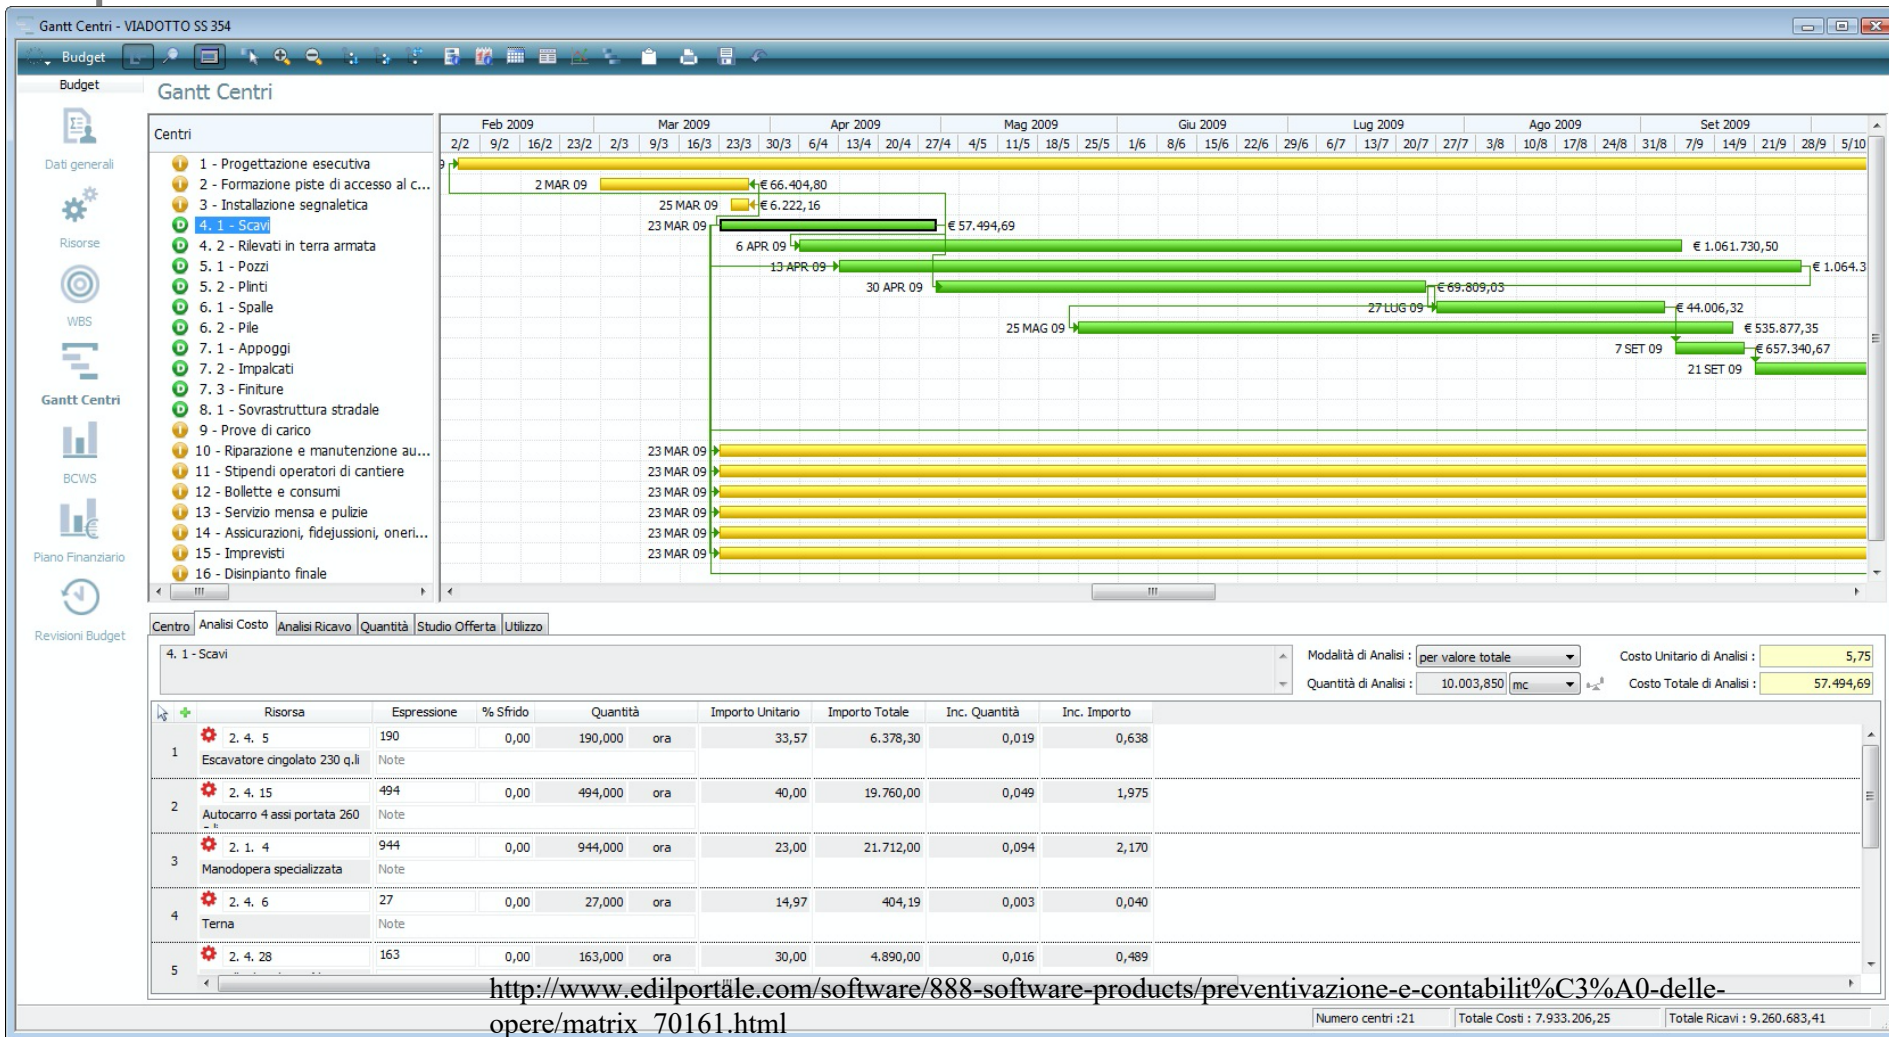 Gantt Centri - VIADOTTO SS 354
Budget
Budget
Dati generali
Risorse
WBS
Gantt Centri
BCWS
Piano Finanziario
Revisioni Budget
Gantt Centri
Centri
Feb 2009 Mar 2009 Apr 2009 Mag 2009 Giu 2009 Lug 2009 Ago 2009 Set 2009
2/2 9/2 16/2 23/2 2/3 9/3 16/3 23/3 30/3 6/4 13/4 20/4 27/4 4/5 11/5 18/5 25/5 1/6 8/6 15/6 22/6 29/6 6/7 13/7 20/7 27/7 3/8 10/8 17/8 24/8 31/8 7/9 14/9 21/9 28/9 5/10
1 - Progettazione esecutiva
2 - Formazione piste di accesso al c... 2 MAR 09 € 66.404,80
3 - Installazione segnaletica 25 MAR 09 € 6.222,16
4. 1 - Scavi 23 MAR 09 € 57.494,69
4. 2 - Rilevati in terra armata 6 APR 09 € 1.061.730,50
5. 1 - Pozzi 13 APR 09 € 1.064.3
5. 2 - Plinti 30 APR 09 € 69.809,03
6. 1 - Spalle 27 LUG 09 € 44.006,32
6. 2 - Pile 25 MAG 09 € 535.877,35
7. 1 - Appoggi 7 SET 09 € 657.340,67
7. 2 - Impalcati 21 SET 09
7. 3 - Finiture
8. 1 - Sovrastruttura stradale
9 - Prove di carico
10 - Riparazione e manutenzione au... 23 MAR 09
11 - Stipendi operatori di cantiere 23 MAR 09
12 - Bollette e consumi 23 MAR 09
13 - Servizio mensa e pulizie 23 MAR 09
14 - Assicurazioni, fidejussioni, oneri... 23 MAR 09
15 - Imprevisti 23 MAR 09
16 - Disinpianto finale
Centro Analisi Costo Analisi Ricavo Quantità Studio Offerta Utilizzo
4. 1 - Scavi
Modalità di Analisi : per valore totale Costo Unitario di Analisi : 5,75
Quantità di Analisi : 10.003,850 mc Costo Totale di Analisi : 57.494,69
Risorsa Espressione % Sfrido Quantità Importo Unitario Importo Totale Inc. Quantità Inc. Importo
1 2. 4. 5 190 0,00 190,000 ora 33,57 6.378,30 0,019 0,638
Escavatore cingolato 230 q.li Note
2 2. 4. 15 494 0,00 494,000 ora 40,00 19.760,00 0,049 1,975
Autocarro 4 assi portata 260 Note
3 2. 1. 4 944 0,00 944,000 ora 23,00 21.712,00 0,094 2,170
Manodopera specializzata Note
4 2. 4. 6 27 0,00 27,000 ora 14,97 404,19 0,003 0,040
Terna Note
5 2. 4. 28 163 0,00 163,000 ora 30,00 4.890,00 0,016 0,489
http://www.edilportale.com/software/888-software-products/preventivazione-e-contabilit%C3%A0-delle-
opere/matrix_70161.html
Numero centri :21 Totale Costi : 7.933.206,25 Totale Ricavi : 9.260.683,41